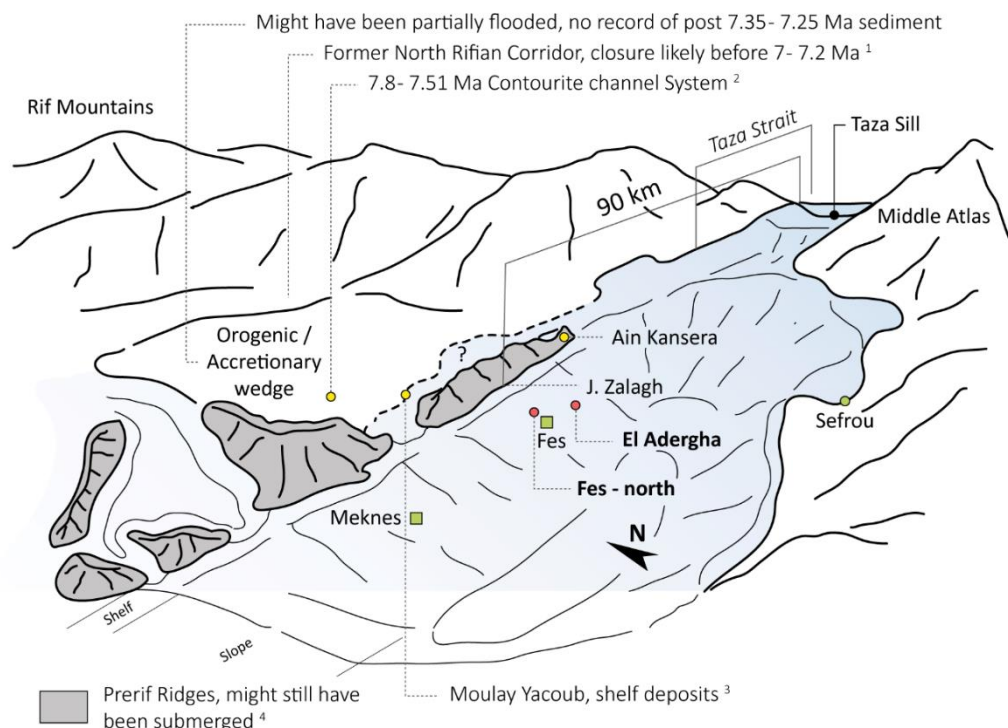 Might have been partially flooded, no record of post 7.35- 7.25 Ma sediment
Former North Rifian Corridor, closure likely before 7- 7.2 Ma ¹
7.8- 7.51 Ma Contourite channel System ²
Rif Mountains
Taza Strait
Taza Sill
90 km
Middle Atlas
Orogenic /
Accretionary
wedge
?
Ain Kansera
J. Zalagh
Sefrou
Fes
El Adergha
Fes - north
Meknes
N
Shelf
Slope
Prerif Ridges, might still have
been submerged ⁴
Moulay Yacoub, shelf deposits ³